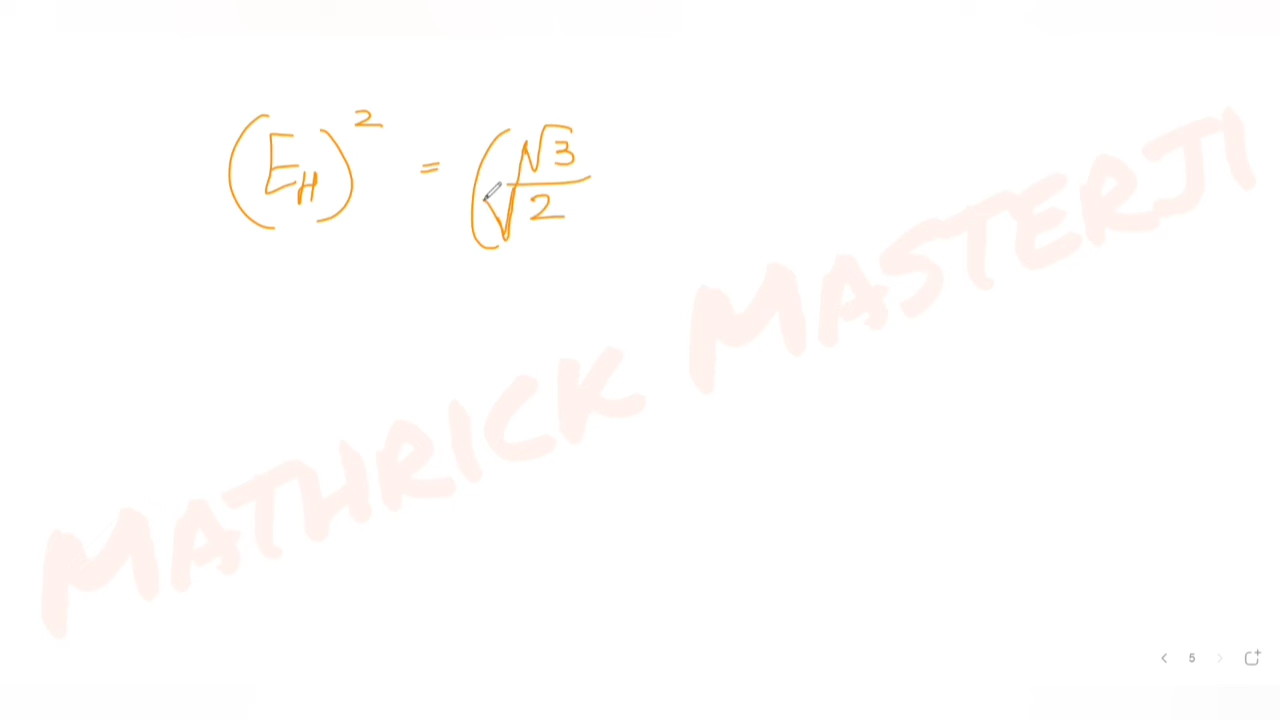 (E_H)^2 = (√3/√2
MATHRICK MASTERJI
5